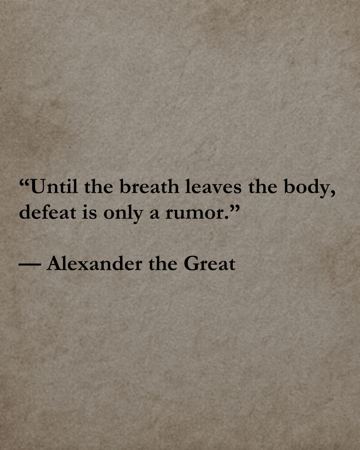 “Until the breath leaves the body,
defeat is only a rumor.”
— Alexander the Great